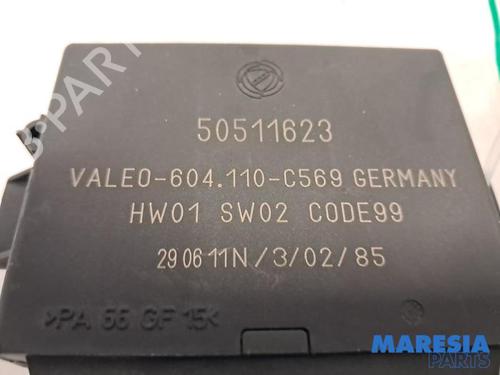 50511623
VALEO-604.110-C569 GERMANY
HW01 SW02 CODE99
290611N/3/02/85
>PA 66 GF 15<
MARESIA
PARTS